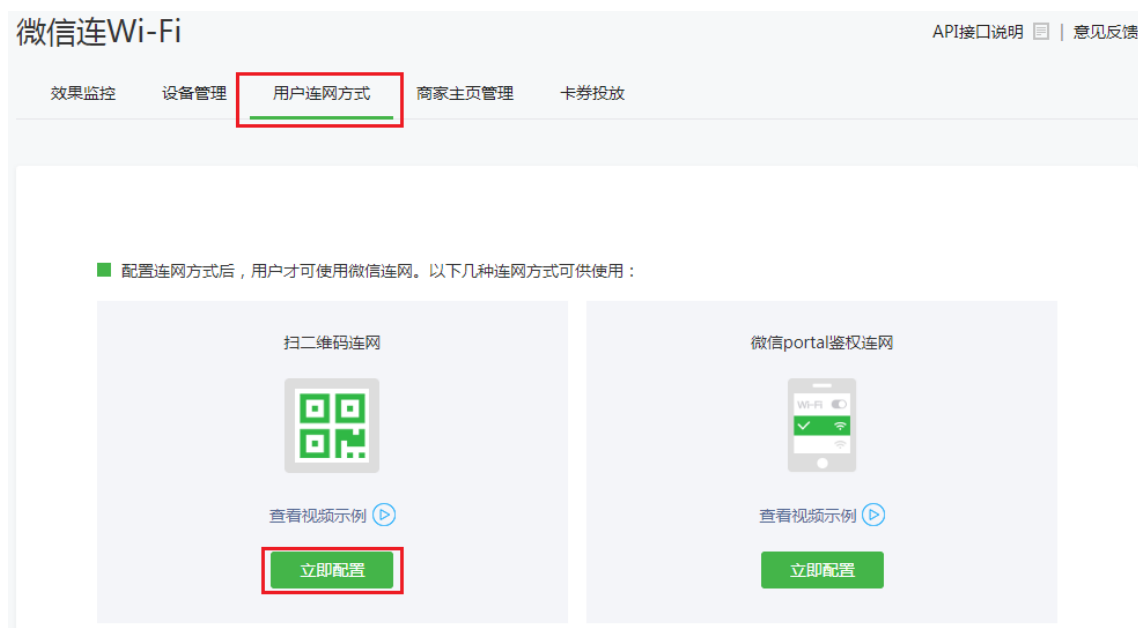 微信连Wi-Fi
API接口说明 | 意见反馈
效果监控 设备管理 用户连网方式 商家主页管理 卡券投放
配置连网方式后，用户才可使用微信连网。以下几种连网方式可供使用：
扫二维码连网
微信portal鉴权连网
Wi-Fi
查看视频示例
查看视频示例
立即配置
立即配置